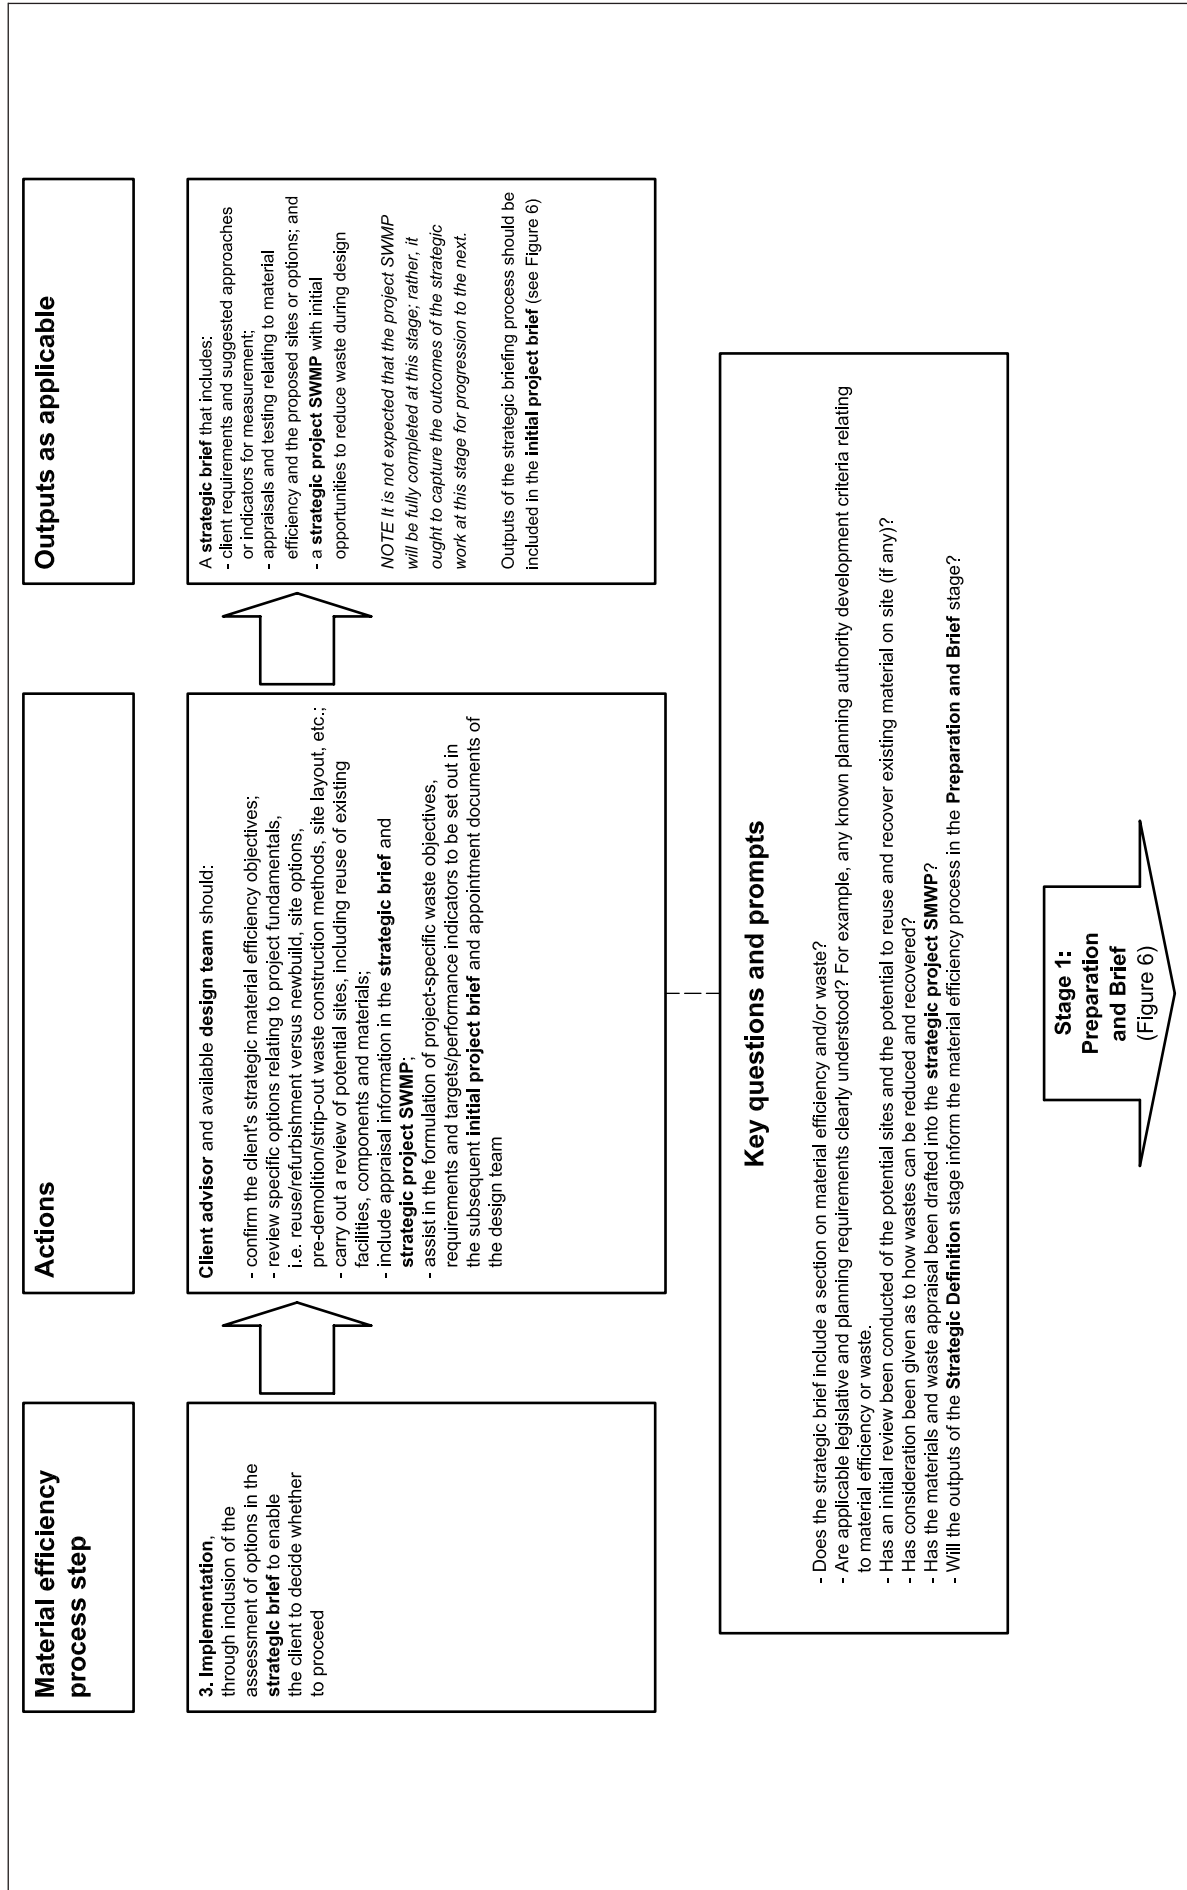 Material efficiency
process step
Actions
Outputs as applicable
3. Implementation,
through inclusion of the
assessment of options in the
strategic brief to enable
the client to decide whether
to proceed
Client advisor and available design team should:
- confirm the client's strategic material efficiency objectives;
- review specific options relating to project fundamentals,
i.e. reuse/refurbishment versus newbuild, site options,
pre-demolition/strip-out waste construction methods, site layout, etc.;
- carry out a review of potential sites, including reuse of existing
facilities, components and materials;
- include appraisal information in the strategic brief and
strategic project SWMP;
- assist in the formulation of project-specific waste objectives,
requirements and targets/performance indicators to be set out in
the subsequent initial project brief and appointment documents of
the design team
A strategic brief that includes:
- client requirements and suggested approaches
or indicators for measurement;
- appraisals and testing relating to material
efficiency and the proposed sites or options; and
- a strategic project SWMP with initial
opportunities to reduce waste during design
NOTE It is not expected that the project SWMP
will be fully completed at this stage; rather, it
ought to capture the outcomes of the strategic
work at this stage for progression to the next.
Outputs of the strategic briefing process should be
included in the initial project brief (see Figure 6)
Key questions and prompts
- Does the strategic brief include a section on material efficiency and/or waste?
- Are applicable legislative and planning requirements clearly understood? For example, any known planning authority development criteria relating
to material efficiency or waste.
- Has an initial review been conducted of the potential sites and the potential to reuse and recover existing material on site (if any)?
- Has consideration been given as to how wastes can be reduced and recovered?
- Has the materials and waste appraisal been drafted into the strategic project SMWP?
- Will the outputs of the Strategic Definition stage inform the material efficiency process in the Preparation and Brief stage?
Stage 1:
Preparation
and Brief
(Figure 6)